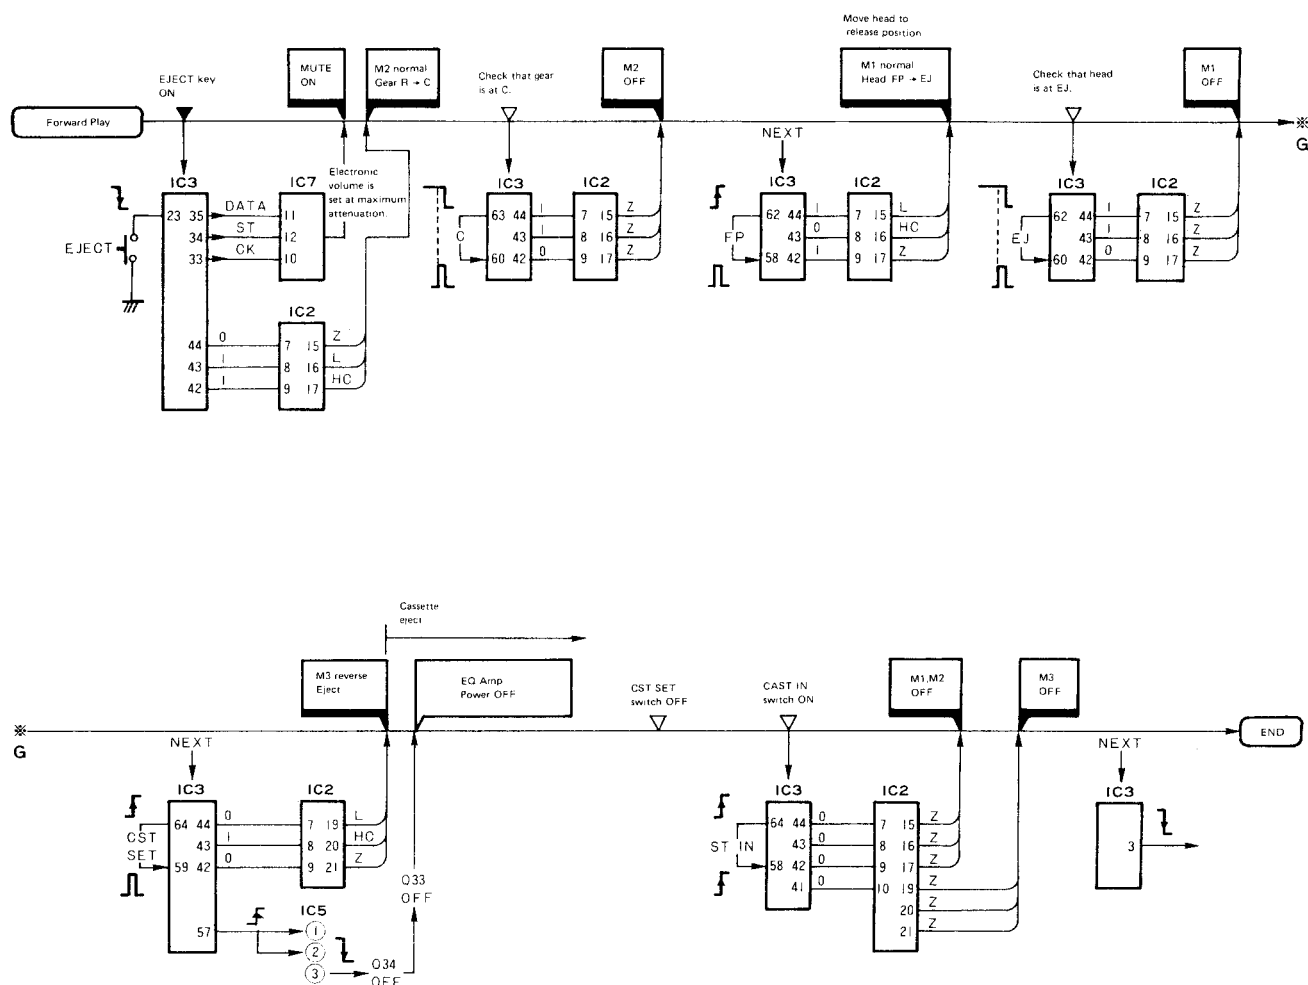 Move head to
release position
EJECT key
ON
MUTE
ON
M2 normal
Gear R → C
Check that gear
is at C.
M2
OFF
M1 normal
Head FP → EJ
Check that head
is at EJ.
M1
OFF
Forward Play
※
G
NEXT
IC3
IC7
Electronic
volume is
set at maximum
attenuation.
23 35 DATA 11
34 ST 12
33 CK 10
EJECT
IC2
44 0 7 15 Z
43 1 8 16 L
42 1 9 17 HC
IC3 IC2
C
63 44 1 7 15 Z
43 1 8 16 Z
60 42 0 9 17 Z
IC3 IC2
FP
62 44 1 7 15 L
43 0 8 16 HC
58 42 1 9 17 Z
IC3 IC2
EJ
62 44 1 7 15 Z
43 1 8 16 Z
60 42 0 9 17 Z
Cassette
eject
M3 reverse
Eject
EQ Amp
Power OFF
CST SET
switch OFF
CAST IN
switch ON
M1,M2
OFF
M3
OFF
※
G
END
NEXT
IC3 IC2
CST
SET
64 44 0 7 19 L
43 1 8 20 HC
59 42 0 9 21 Z
57
IC5
1
2
3
Q34
OFF
Q33
OFF
IC3 IC2
ST IN
64 44 0 7 15 Z
43 0 8 16 Z
58 42 0 9 17 Z
41 0 10 19 Z
20 Z
21 Z
NEXT
IC3
3